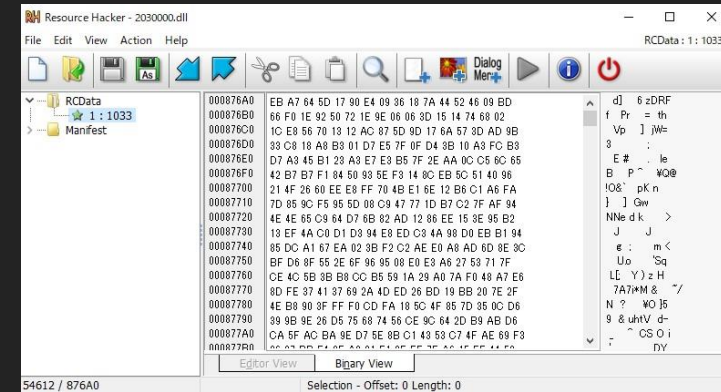 Resource Hacker - 2030000.dll
File Edit View Action Help
RCData : 1 : 1033
As
Dialog
Menu
RCData
1 : 1033
Manifest
000876A0 EB A7 64 5D 17 90 E4 09 36 18 7A 44 52 46 09 BD
000876B0 66 F0 1E 92 50 72 1E 9E 06 06 3D 15 14 74 68 02
000876C0 1C E8 56 70 13 12 AC 87 5D 9D 17 6A 57 3D AD 9B
000876D0 33 C8 18 A8 B3 01 D7 E5 7F 0F D4 3B 10 A3 FC B3
000876E0 D7 A3 45 B1 23 A3 E7 E3 B5 7F 2E AA 0C C5 6C 65
000876F0 42 B7 B7 F1 84 50 93 5E F3 14 8C EB 5C 51 40 96
00087700 21 4F 26 60 EE E8 FF 70 4B E1 6E 12 B6 C1 A6 FA
00087710 7D 85 9C F5 95 5D 08 C9 47 77 1D B7 C2 7F AF 94
00087720 4E 4E 65 C9 64 D7 6B 82 AD 12 86 EE 15 3E 95 B2
00087730 13 EF 4A C0 D1 D3 94 E8 ED C3 4A 98 D0 EB B1 94
00087740 85 DC A1 67 EA 02 3B F2 C2 AE E0 A8 AD 6D 8E 3C
00087750 BF D6 8F 55 2E 6F 96 95 08 E0 E3 A6 27 53 71 7F
00087760 CE 4C 5B 3B B8 CC B5 59 1A 29 A0 7A F0 48 A7 E6
00087770 8D FE 37 41 37 69 2A 4D ED 26 BD 19 BB 20 7E 2F
00087780 4E B8 90 3F FF F0 CD FA 18 5C 4F 85 7D 35 0C D6
00087790 39 9B 9E 26 D5 75 68 74 56 CE 9C 64 2D B9 AB D6
000877A0 CA 5F AC BA 9E D7 5E 8B C1 43 53 C7 4F AE 69 F3
000877B0
Editor View Binary View
54612 / 876A0 Selection - Offset: 0 Length: 0